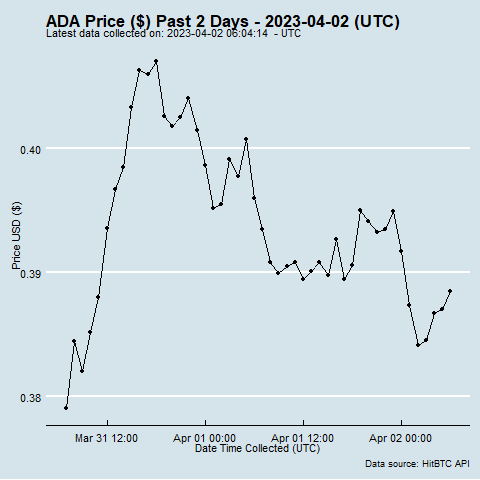 ADA Price ($) Past 2 Days - 2023-04-02 (UTC)
Latest data collected on: 2023-04-02 06:04:14 - UTC
Price USD ($)
0.40
0.39
0.38
Mar 31 12:00 Apr 01 00:00 Apr 01 12:00 Apr 02 00:00
Date Time Collected (UTC)
Data source: HitBTC API